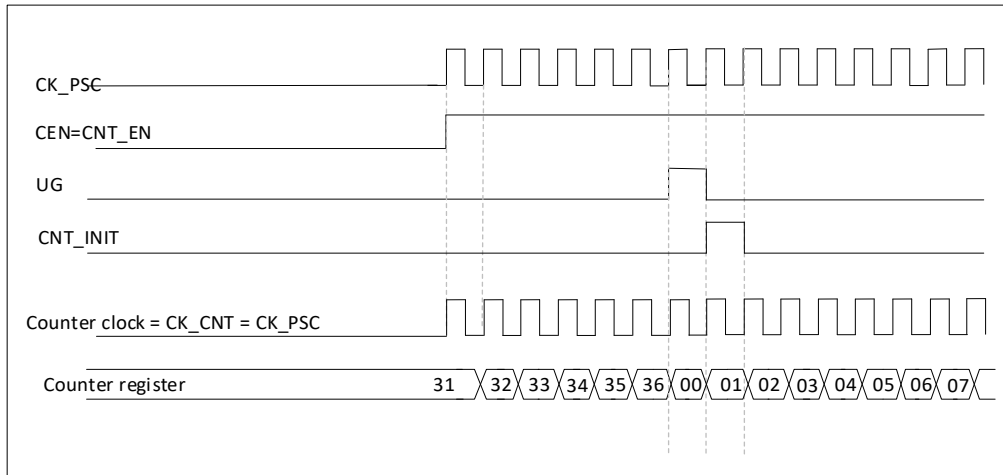 CK_PSC
CEN=CNT_EN
UG
CNT_INIT
Counter clock = CK_CNT = CK_PSC
Counter register 31 32 33 34 35 36 00 01 02 03 04 05 06 07